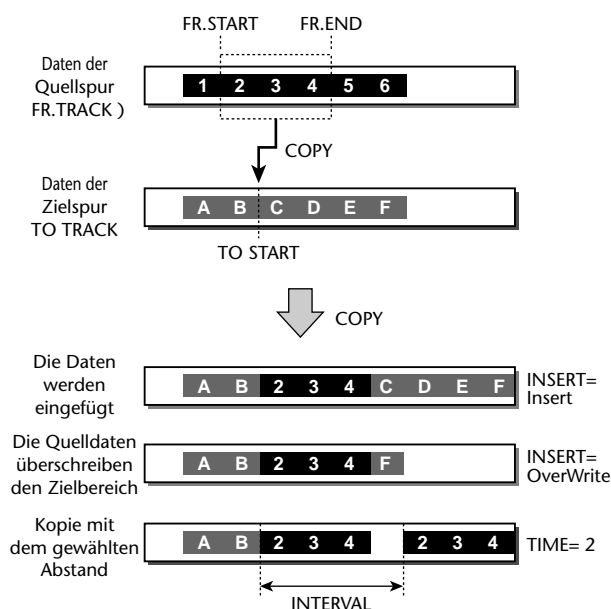 FR.START FR.END
Daten der
Quellspur
FR.TRACK )
1 2 3 4 5 6
COPY
Daten der
Zielspur
TO TRACK
A B C D E F
TO START
COPY
Die Daten
werden
eingefügt
A B 2 3 4 C D E F
INSERT=
Insert
Die Quelldaten
überschreiben
den Zielbereich
A B 2 3 4 F
INSERT=
OverWrite
Kopie mit
dem gewählten
Abstand
A B 2 3 4 2 3 4
TIME= 2
INTERVAL